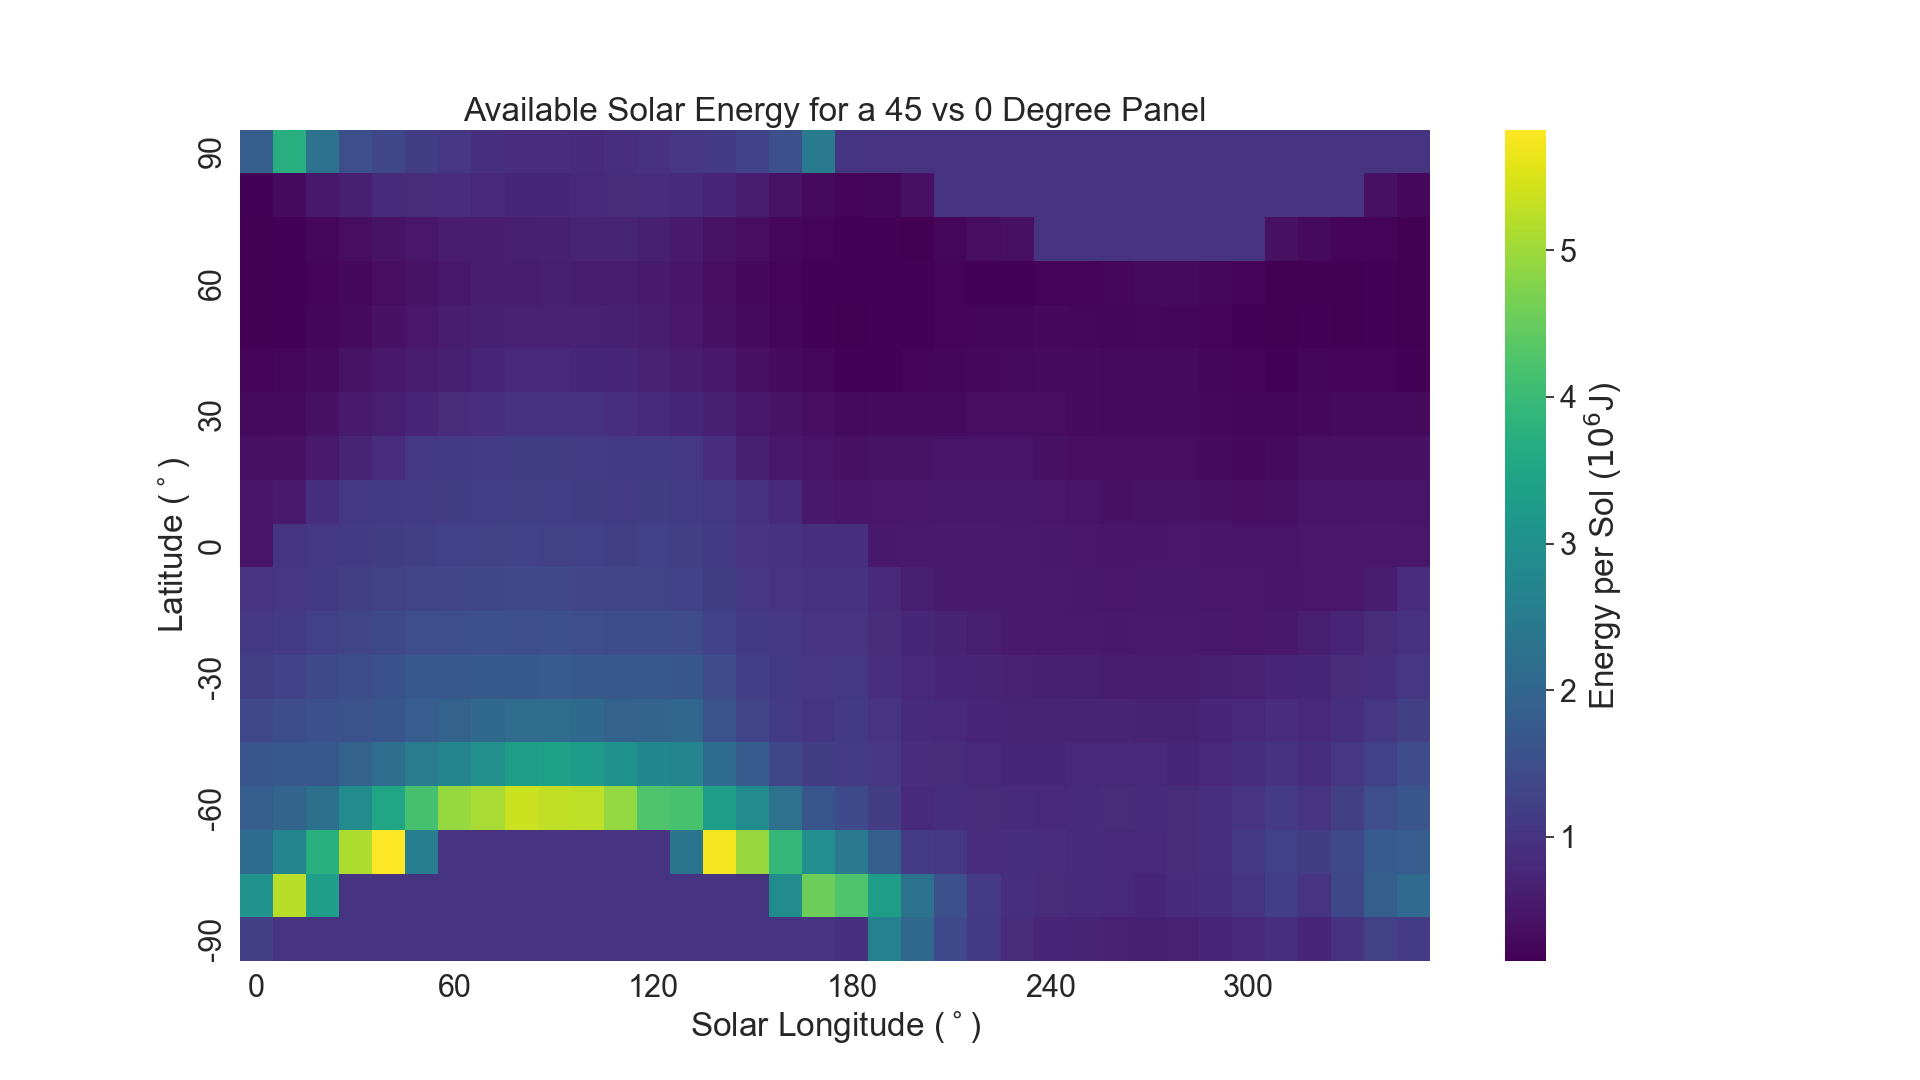 Available Solar Energy for a 45 vs 0 Degree Panel
90
60
30
0
-30
-60
-90
Latitude (°)
0 60 120 180 240 300
Solar Longitude (°)
5
4
3
2
1
Energy per Sol (10⁶J)